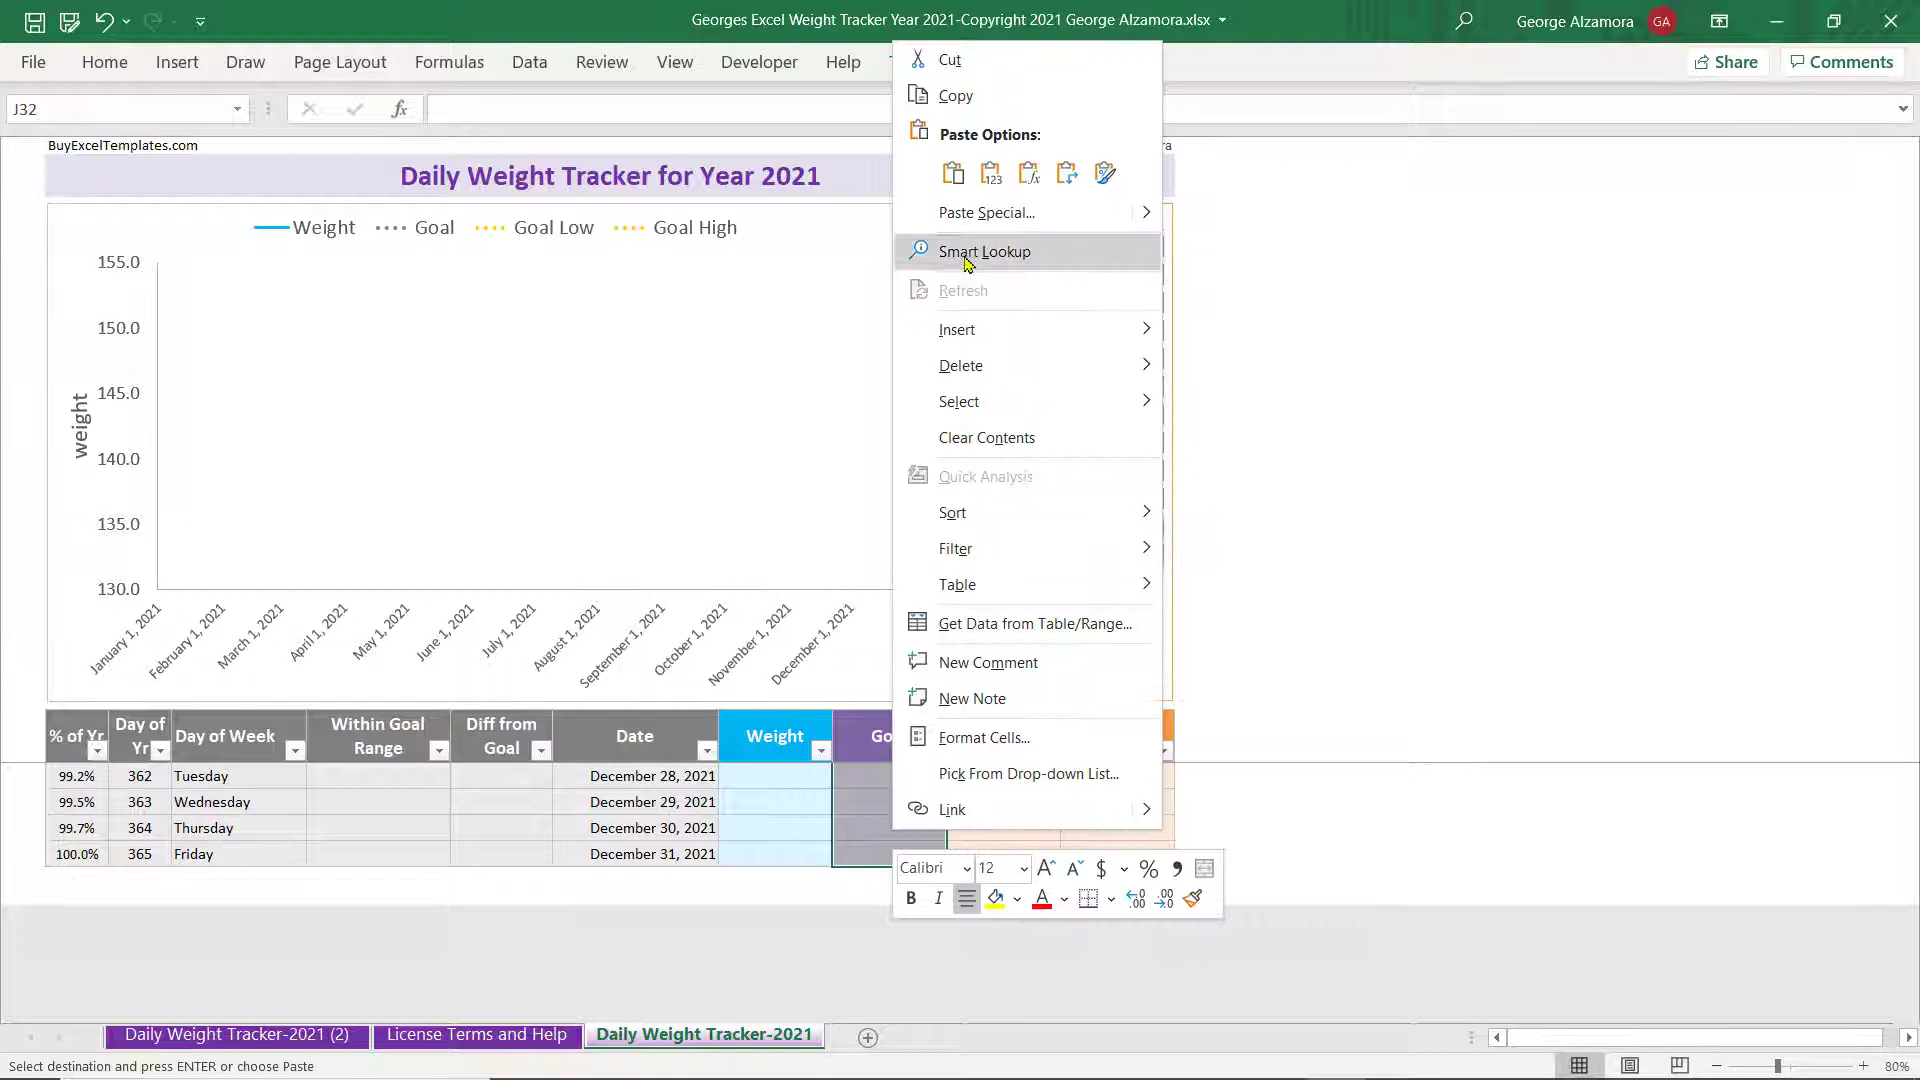 Georges Excel Weight Tracker Year 2021-Copyright 2021 George Alzamora.xlsx
George Alzamora
GA
File
Home
Insert
Draw
Page Layout
Formulas
Data
Review
View
Developer
Help
Share
Comments
J32
fx
BuyExcelTemplates.com
ra
Daily Weight Tracker for Year 2021
Weight
Goal
Goal Low
Goal High
155.0
150.0
145.0
140.0
135.0
130.0
weight
January 1, 2021
February 1, 2021
March 1, 2021
April 1, 2021
May 1, 2021
June 1, 2021
July 1, 2021
August 1, 2021
September 1, 2021
October 1, 2021
November 1, 2021
December 1, 2021
Cut
Copy
Paste Options:
123
fx
Paste Special...
Smart Lookup
Refresh
Insert
Delete
Select
Clear Contents
Quick Analysis
Sort
Filter
Table
Get Data from Table/Range...
New Comment
New Note
Format Cells...
Pick From Drop-down List...
Link
% of Yr
Day of Yr
Day of Week
Within Goal Range
Diff from Goal
Date
Weight
Go
99.2% 362 Tuesday December 28, 2021
99.5% 363 Wednesday December 29, 2021
99.7% 364 Thursday December 30, 2021
100.0% 365 Friday December 31, 2021
Calibri
12
A A $ % ,
B I A
Daily Weight Tracker-2021 (2)
License Terms and Help
Daily Weight Tracker-2021
Select destination and press ENTER or choose Paste
80%